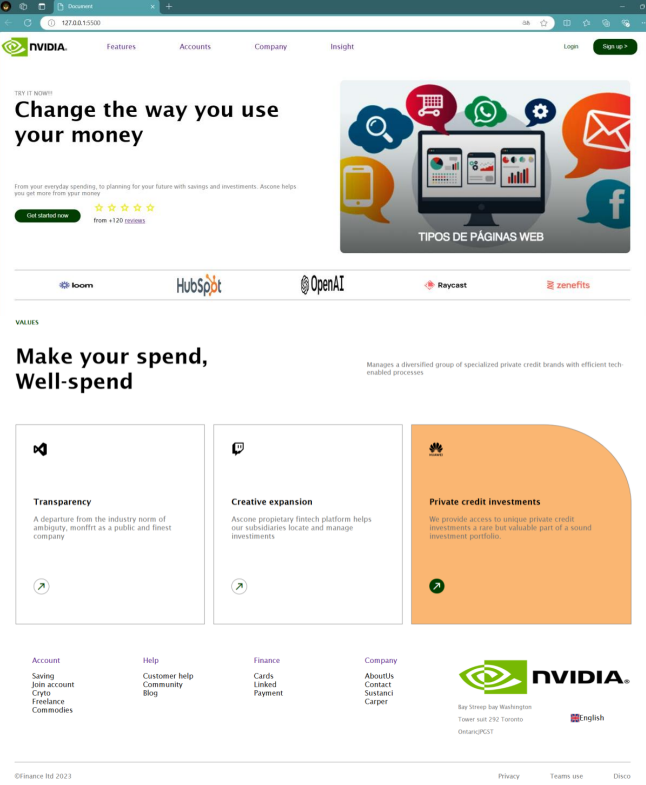 Document
127.0.0.1:5500
NVIDIA.
Features
Accounts
Company
Insight
Login
Sign up >
TRY IT NOW!!!
Change the way you use
your money
From your everyday spending, to planning for your future with savings and investiments. Ascone helps
you get more from ypur money
Get started now
from +120 reviews
TIPOS DE PÁGINAS WEB
loom
HubSpot
OpenAI
Raycast
zenefits
VALUES
Make your spend,
Well-spend
Manages a diversified group of specialized private credit brands with efficient tech-
enabled processes
Transparency
A departure from the industry norm of
ambiguty, monffrt as a public and finest
company
Creative expansion
Ascone propietary fintech platform helps
our subsidiaries locate and manage
investiments
HUAWEI
Private credit investments
We provide access to unique private credit
investments a rare but valuable part of a sound
investment portfolio.
Account
Saving
Join account
Cryto
Freelance
Commodies
Help
Customer help
Community
Blog
Finance
Cards
Linked
Payment
Company
AboutUs
Contact
Sustanci
Carper
NVIDIA.
Bay Streep bay Washington
Tower suit 292 Toronto
OntaricJPCST
English
©Finance ltd 2023
Privacy
Teams use
Disco